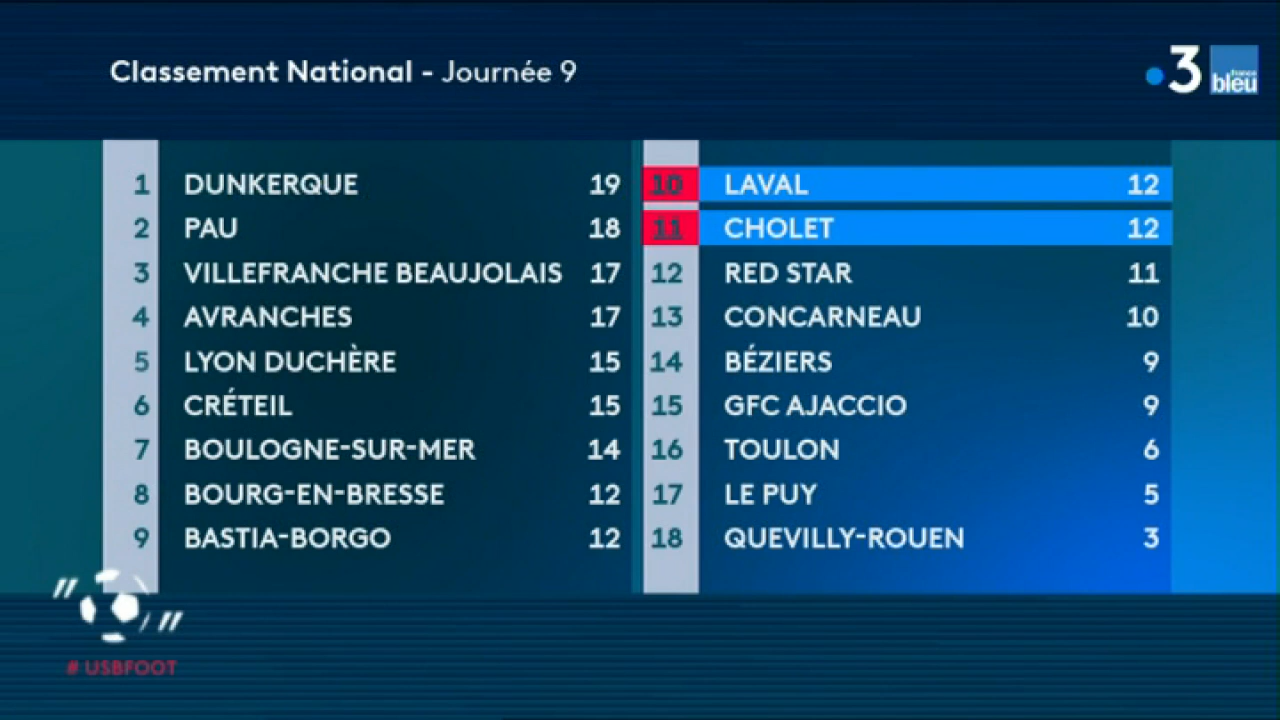 Classement National - Journée 9
3
france
bleu
1 DUNKERQUE 19
2 PAU 18
3 VILLEFRANCHE BEAUJOLAIS 17
4 AVRANCHES 17
5 LYON DUCHÈRE 15
6 CRÉTEIL 15
7 BOULOGNE-SUR-MER 14
8 BOURG-EN-BRESSE 12
9 BASTIA-BORGO 12
10 LAVAL 12
11 CHOLET 12
12 RED STAR 11
13 CONCARNEAU 10
14 BÉZIERS 9
15 GFC AJACCIO 9
16 TOULON 6
17 LE PUY 5
18 QUEVILLY-ROUEN 3
# USBFOOT